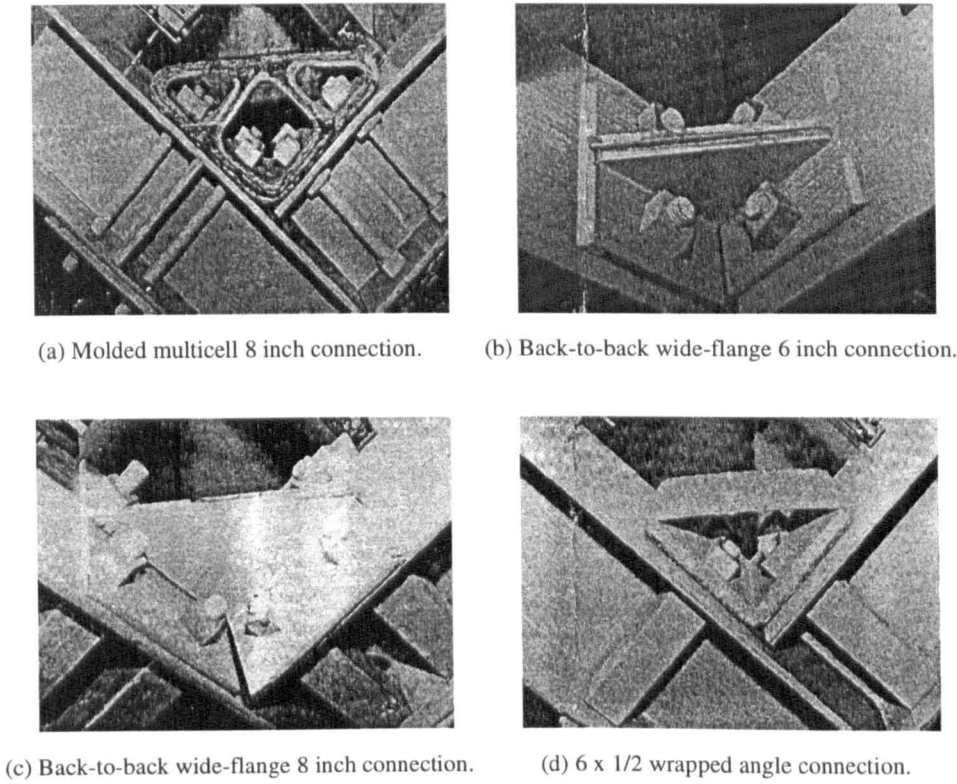 (a) Molded multicell 8 inch connection.
(b) Back-to-back wide-flange 6 inch connection.
(c) Back-to-back wide-flange 8 inch connection.
(d) 6 x 1/2 wrapped angle connection.